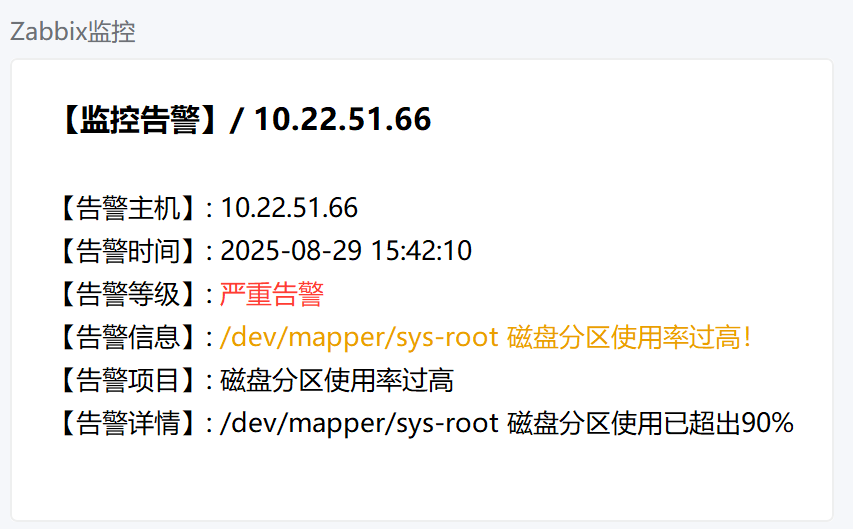 Zabbix监控
【监控告警】/ 10.22.51.66
【告警主机】: 10.22.51.66
【告警时间】: 2025-08-29 15:42:10
【告警等级】: 严重告警
【告警信息】: /dev/mapper/sys-root 磁盘分区使用率过高！
【告警项目】: 磁盘分区使用率过高
【告警详情】: /dev/mapper/sys-root 磁盘分区使用已超出90%